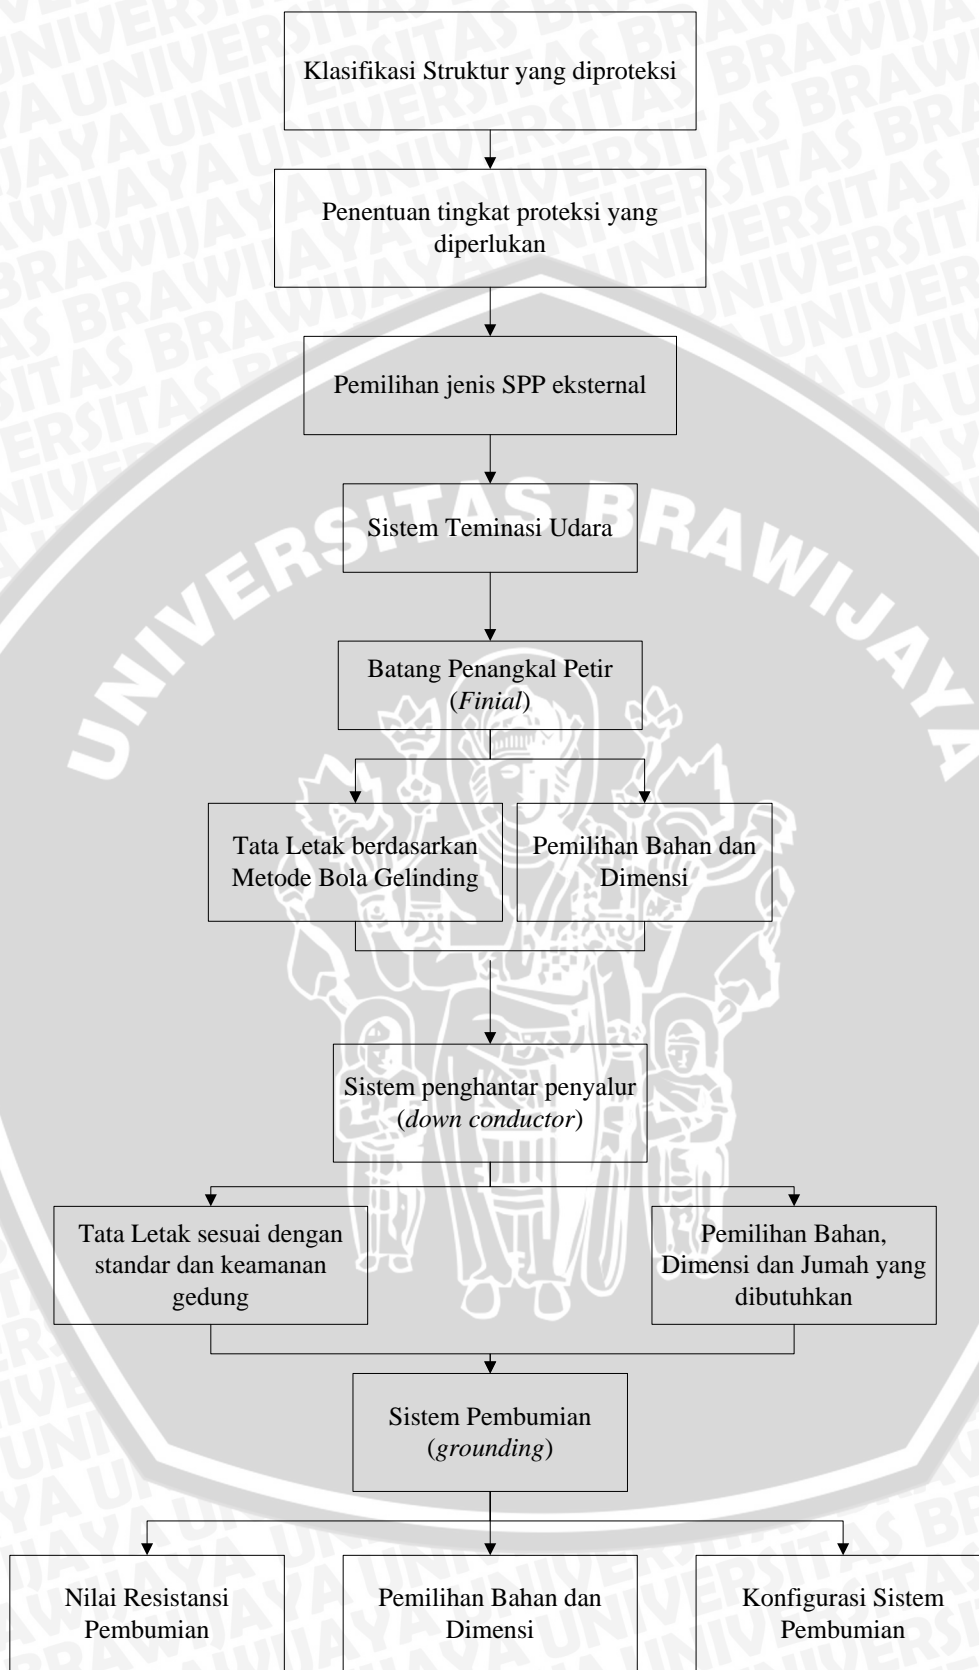 Klasifikasi Struktur yang diproteksi
Penentuan tingkat proteksi yang
diperlukan
Pemilihan jenis SPP eksternal
Sistem Teminasi Udara
UNIVERSITAS BRAWIJAYA
Batang Penangkal Petir
(Finial)
Tata Letak berdasarkan
Metode Bola Gelinding
Pemilihan Bahan dan
Dimensi
Sistem penghantar penyalur
(down conductor)
Tata Letak sesuai dengan
standar dan keamanan
gedung
Pemilihan Bahan,
Dimensi dan Jumah yang
dibutuhkan
Sistem Pembumian
(grounding)
Nilai Resistansi
Pembumian
Pemilihan Bahan dan
Dimensi
Konfigurasi Sistem
Pembumian